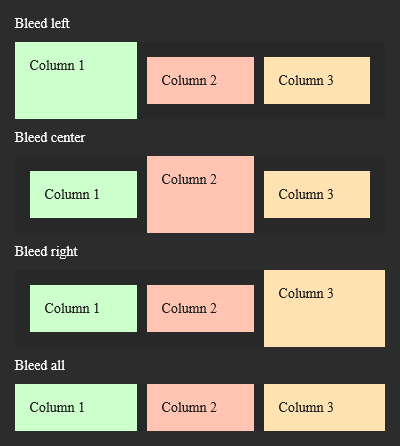 Bleed left
Column 1
Column 2
Column 3
Bleed center
Column 1
Column 2
Column 3
Bleed right
Column 1
Column 2
Column 3
Bleed all
Column 1
Column 2
Column 3